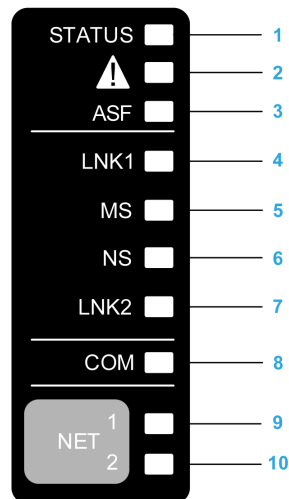 STATUS 1
2
ASF 3
LNK1 4
MS 5
NS 6
LNK2 7
COM 8
1 9
NET
2 10